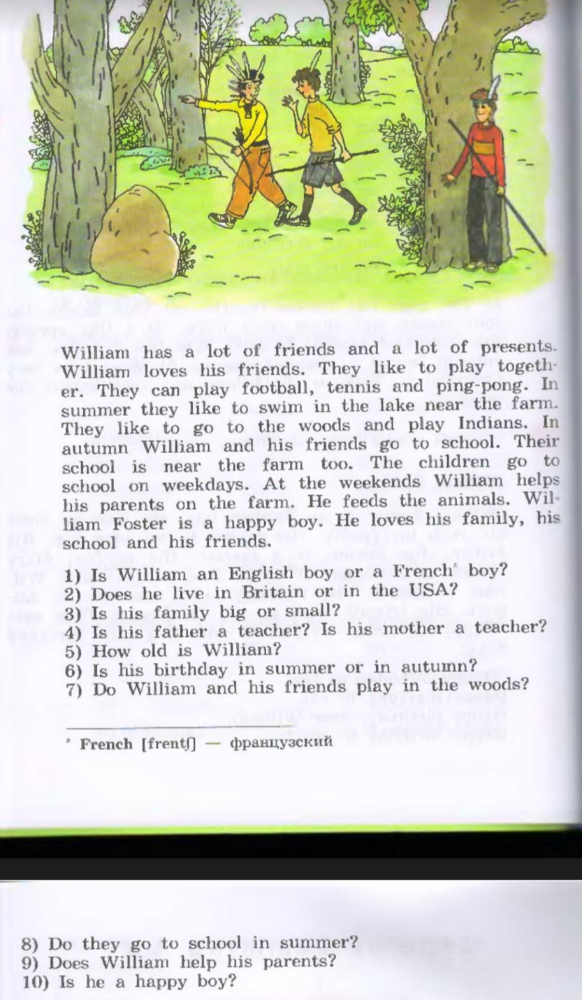 William has a lot of friends and a lot of presents.
William loves his friends. They like to play togeth-
er. They can play football, tennis and ping-pong. In
summer they like to swim in the lake near the farm.
They like to go to the woods and play Indians. In
autumn William and his friends go to school. Their
school is near the farm too. The children go to
school on weekdays. At the weekends William helps
his parents on the farm. He feeds the animals. Wil-
liam Foster is a happy boy. He loves his family, his
school and his friends.
1) Is William an English boy or a French* boy?
2) Does he live in Britain or in the USA?
3) Is his family big or small?
4) Is his father a teacher? Is his mother a teacher?
5) How old is William?
6) Is his birthday in summer or in autumn?
7) Do William and his friends play in the woods?
* French [frentʃ] — французский
8) Do they go to school in summer?
9) Does William help his parents?
10) Is he a happy boy?